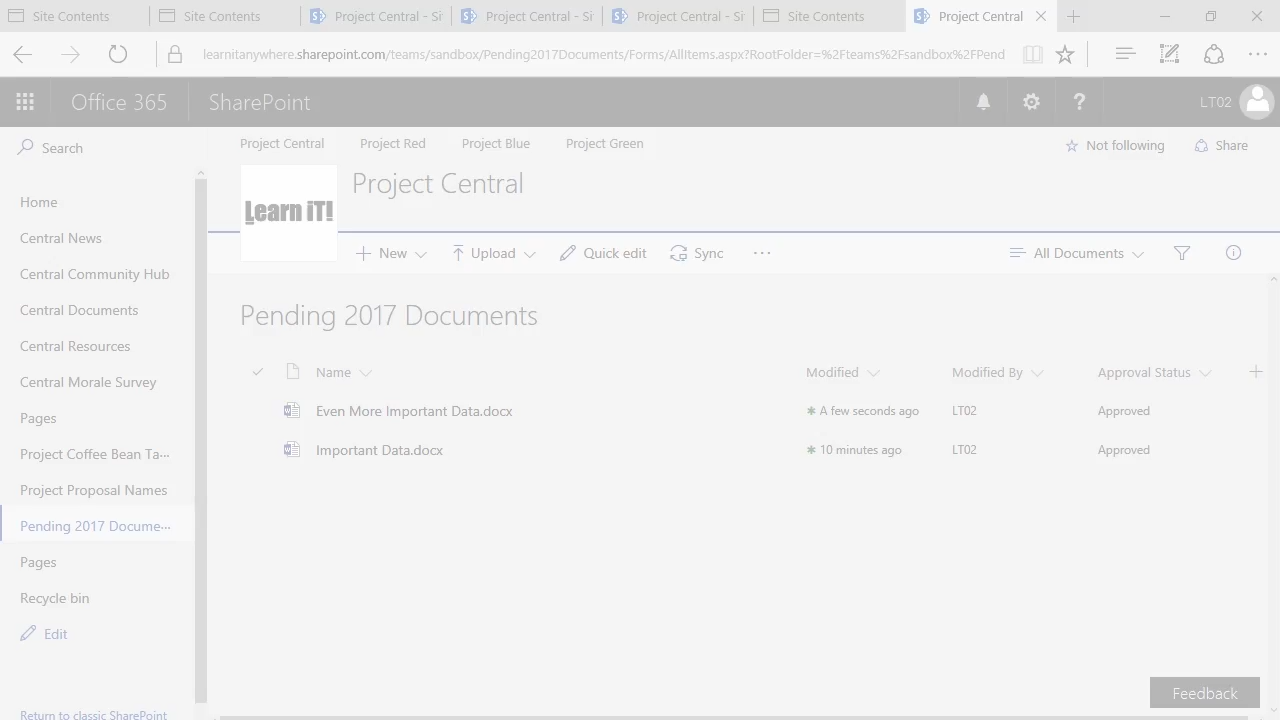 Site Contents
Site Contents
Project Central - Si
Project Central - Si
Project Central - Si
Site Contents
Project Central
learnitanywhere.sharepoint.com/teams/sandbox/Pending2017Documents/Forms/AllItems.aspx?RootFolder=%2Fteams%2Fsandbox%2FPend
Office 365
SharePoint
LT02
Search
Project Central
Project Red
Project Blue
Project Green
Not following
Share
Learn iT!
Project Central
New
Upload
Quick edit
Sync
All Documents
Home
Central News
Central Community Hub
Central Documents
Central Resources
Central Morale Survey
Pages
Project Coffee Bean Ta...
Project Proposal Names
Pending 2017 Docume...
Pages
Recycle bin
Edit
Return to classic SharePoint
Pending 2017 Documents
Name Modified Modified By Approval Status
Even More Important Data.docx A few seconds ago LT02 Approved
Important Data.docx 10 minutes ago LT02 Approved
Feedback